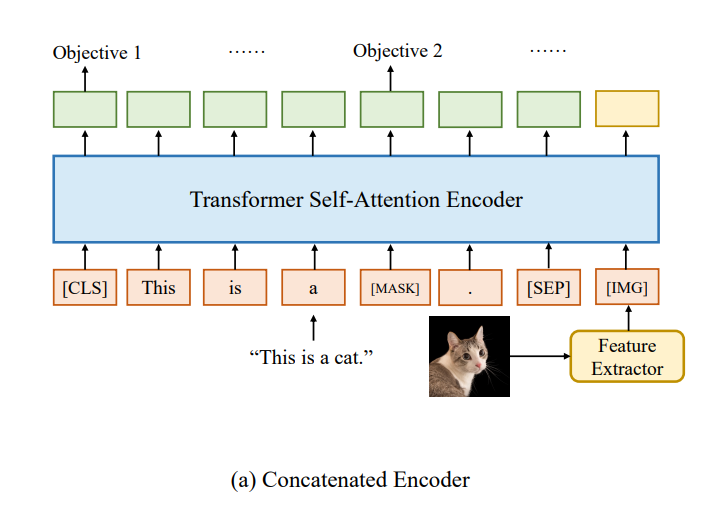 Objective 1 ...... Objective 2 ......
Transformer Self-Attention Encoder
[CLS] This is a [MASK] . [SEP] [IMG]
“This is a cat.”
Feature
Extractor
(a) Concatenated Encoder